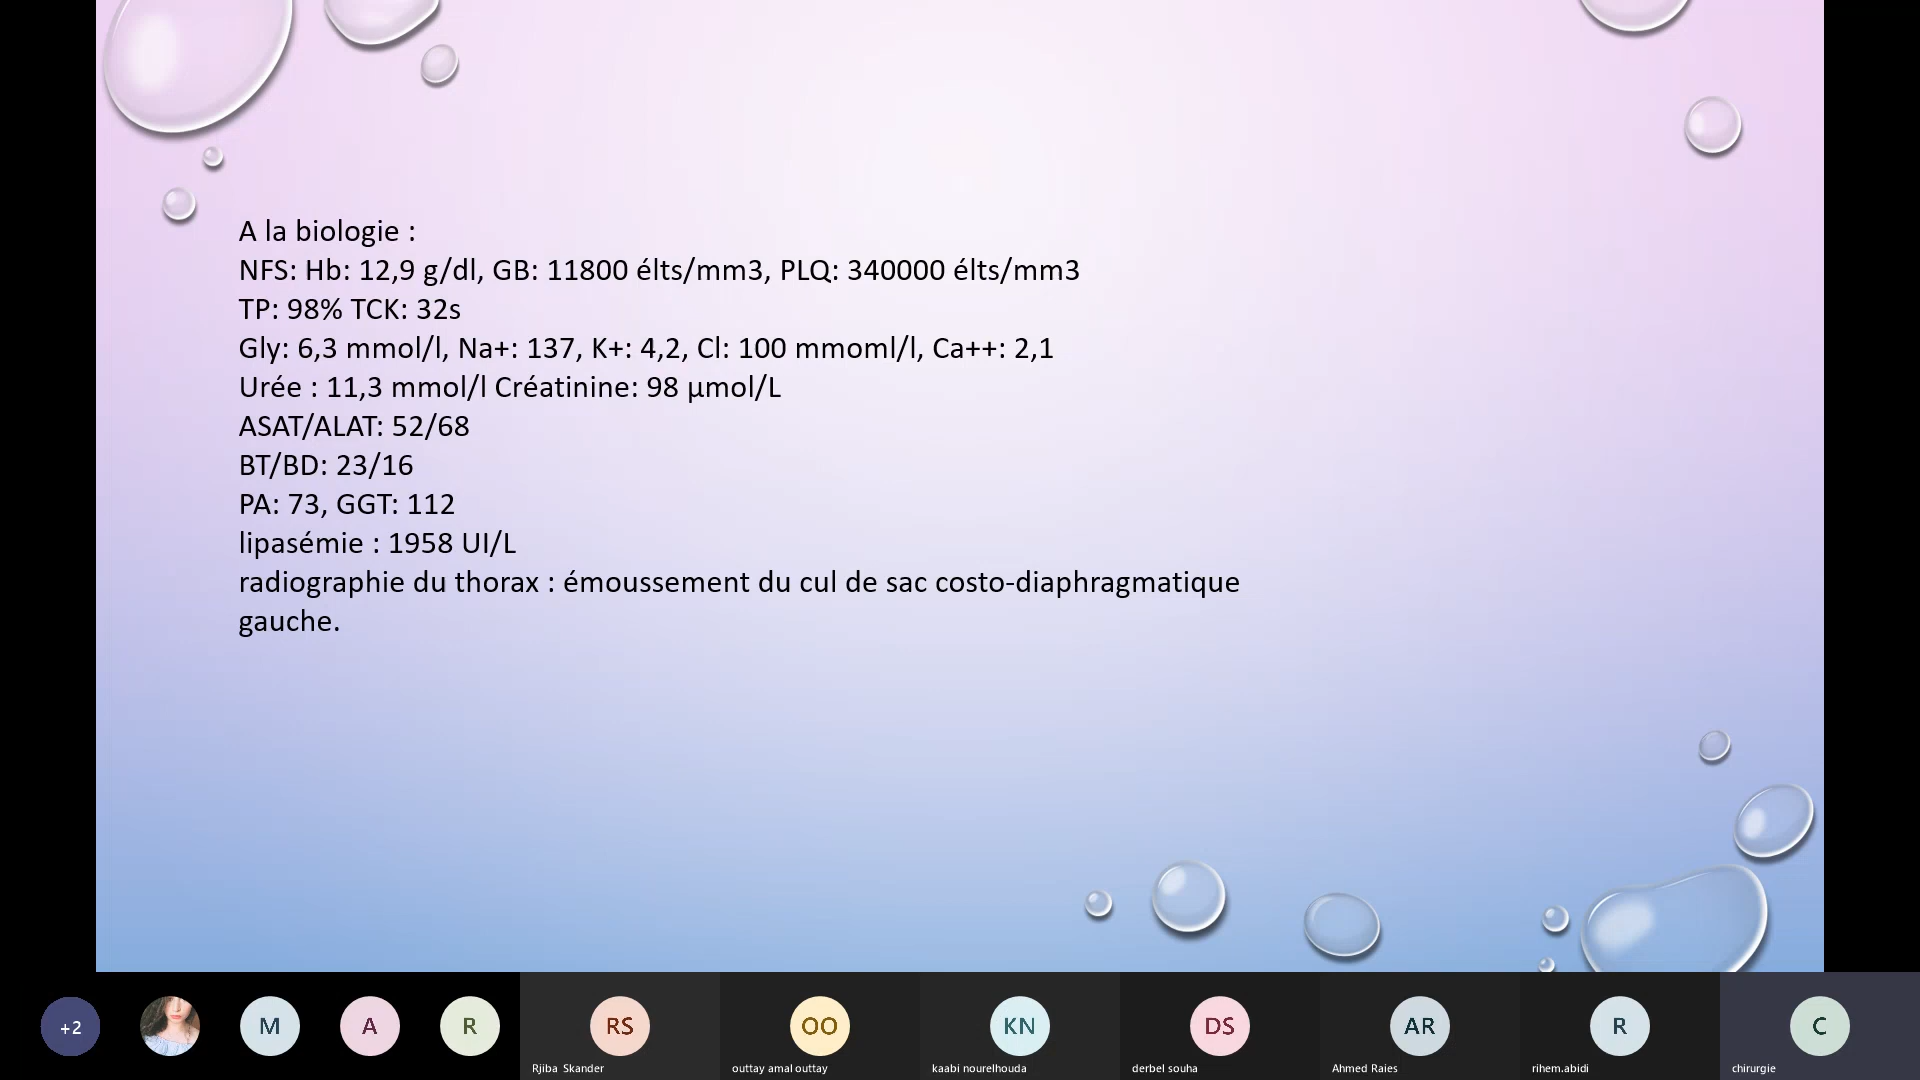 A la biologie :
NFS: Hb: 12,9 g/dl, GB: 11800 élts/mm3, PLQ: 340000 élts/mm3
TP: 98% TCK: 32s
Gly: 6,3 mmol/l, Na+: 137, K+: 4,2, Cl: 100 mmoml/l, Ca++: 2,1
Urée : 11,3 mmol/l Créatinine: 98 µmol/L
ASAT/ALAT: 52/68
BT/BD: 23/16
PA: 73, GGT: 112
lipasémie : 1958 UI/L
radiographie du thorax : émoussement du cul de sac costo-diaphragmatique
gauche.
+2 M A R RS OO KN DS AR R C
Rjiba Skander outtay amal outtay kaabi nourelhouda derbel souha Ahmed Raies rihem.abidi chirurgie